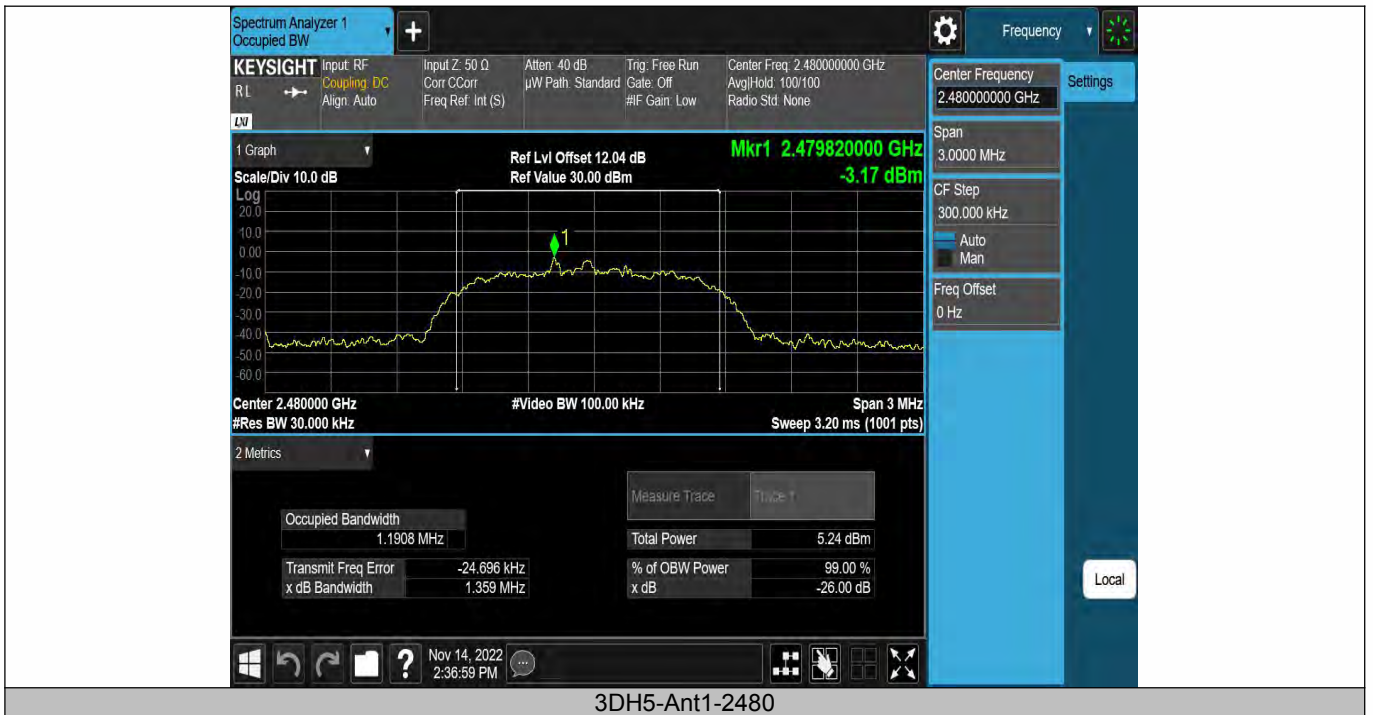 Spectrum Analyzer 1
Occupied BW
Frequency
KEYSIGHT
R L
LXI
Input: RF
Coupling: DC
Align: Auto
Input Z: 50 Ω
Corr CCorr
Freq Ref: Int (S)
Atten: 40 dB
µW Path: Standard
Trig: Free Run
Gate: Off
#IF Gain: Low
Center Freq: 2.480000000 GHz
Avg|Hold: 100/100
Radio Std: None
Center Frequency
2.480000000 GHz
Settings
Span
3.0000 MHz
CF Step
300.000 kHz
Auto
Man
Freq Offset
0 Hz
Local
1 Graph
Scale/Div 10.0 dB
Ref Lvl Offset 12.04 dB
Ref Value 30.00 dBm
Mkr1 2.479820000 GHz
-3.17 dBm
Log
20.0
10.0
0.00
-10.0
-20.0
-30.0
-40.0
-50.0
-60.0
1
Center 2.480000 GHz
#Video BW 100.00 kHz
Span 3 MHz
#Res BW 30.000 kHz
Sweep 3.20 ms (1001 pts)
2 Metrics
Measure Trace
Trace 1
Occupied Bandwidth
1.1908 MHz
Total Power
5.24 dBm
Transmit Freq Error
-24.696 kHz
% of OBW Power
99.00 %
x dB Bandwidth
1.359 MHz
x dB
-26.00 dB
?
Nov 14, 2022
2:36:59 PM
3DH5-Ant1-2480